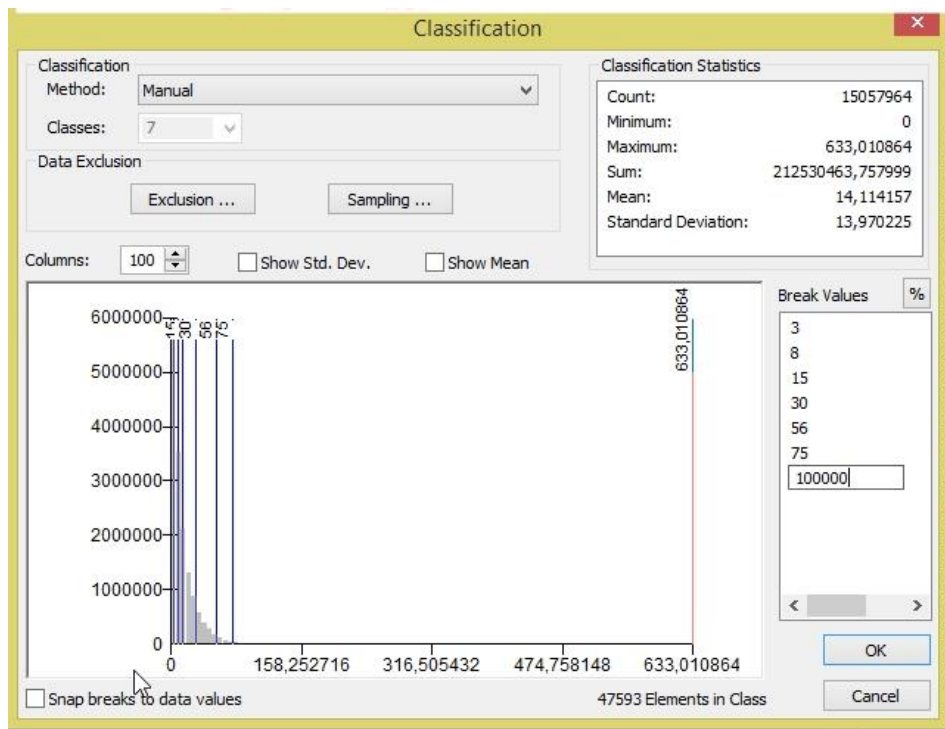 Classification
Classification
Method: Manual
Classes: 7
Data Exclusion
Exclusion ...
Sampling ...
Classification Statistics
Count: 15057964
Minimum: 0
Maximum: 633,010864
Sum: 212530463,757999
Mean: 14,114157
Standard Deviation: 13,970225
Columns: 100
Show Std. Dev.
Show Mean
6000000
5000000
4000000
3000000
2000000
1000000
0
30
56
75
633,010864
0 158,252716 316,505432 474,758148 633,010864
Break Values %
3
8
15
30
56
75
100000
Snap breaks to data values
47593 Elements in Class
OK
Cancel